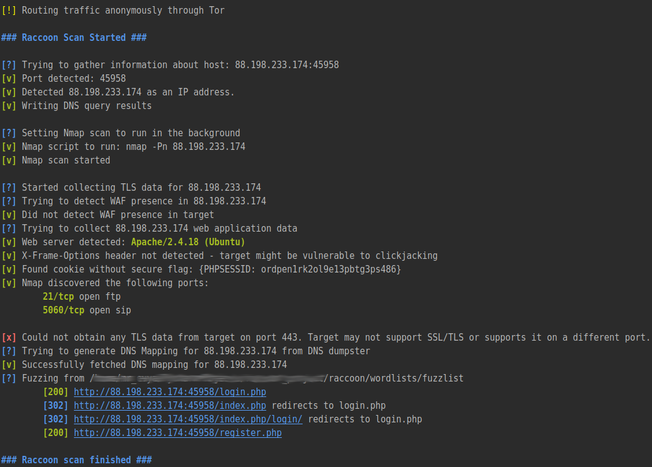 [!] Routing traffic anonymously through Tor
### Raccoon Scan Started ###
[?] Trying to gather information about host: 88.198.233.174:45958
[v] Port detected: 45958
[v] Detected 88.198.233.174 as an IP address.
[v] Writing DNS query results
[?] Setting Nmap scan to run in the background
[v] Nmap script to run: nmap -Pn 88.198.233.174
[v] Nmap scan started
[?] Started collecting TLS data for 88.198.233.174
[?] Trying to detect WAF presence in 88.198.233.174
[v] Did not detect WAF presence in target
[?] Trying to collect 88.198.233.174 web application data
[v] Web server detected: Apache/2.4.18 (Ubuntu)
[v] X-Frame-Options header not detected - target might be vulnerable to clickjacking
[v] Found cookie without secure flag: {PHPSESSID: ordpen1rk2ol9e13pbtg3ps486}
[v] Nmap discovered the following ports:
21/tcp open ftp
5060/tcp open sip
[x] Could not obtain any TLS data from target on port 443. Target may not support SSL/TLS or supports it on a different port.
[?] Trying to generate DNS Mapping for 88.198.233.174 from DNS dumpster
[v] Successfully fetched DNS mapping for 88.198.233.174
[?] Fuzzing from / /raccoon/wordlists/fuzzlist
[200] http://88.198.233.174:45958/login.php
[302] http://88.198.233.174:45958/index.php redirects to login.php
[302] http://88.198.233.174:45958/index.php/login/ redirects to login.php
[200] http://88.198.233.174:45958/register.php
### Raccoon scan finished ###